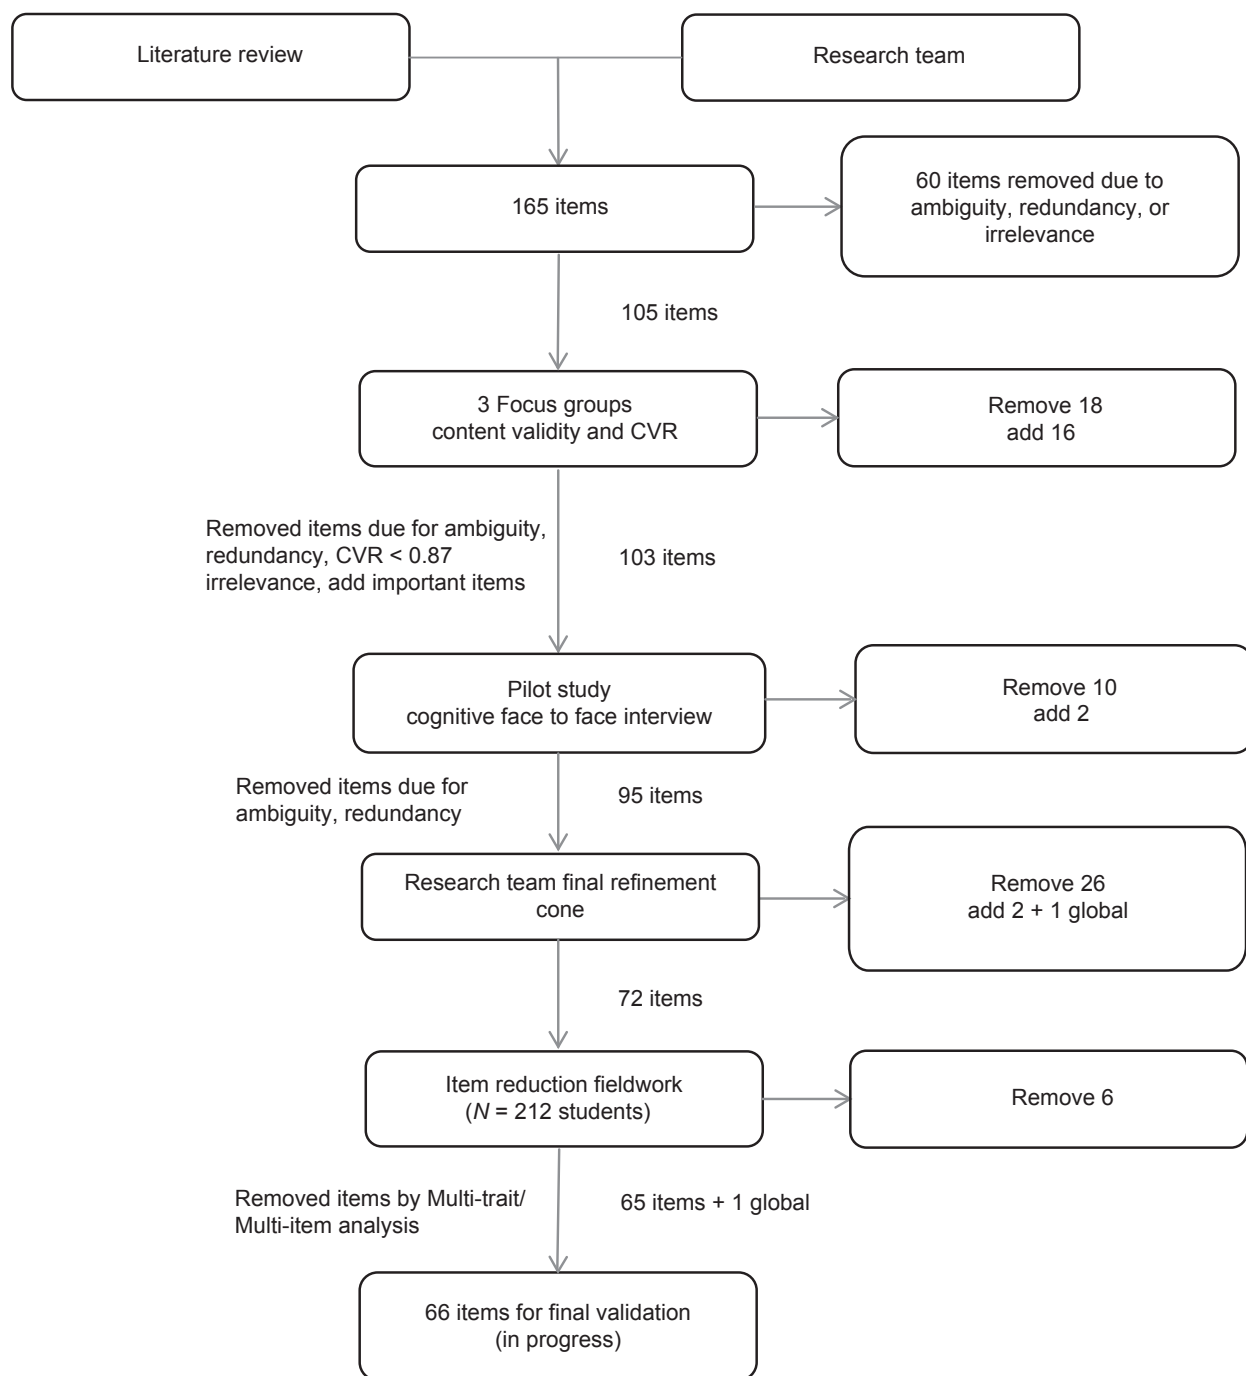 Literature review
Research team
165 items
60 items removed due to
ambiguity, redundancy, or
irrelevance
105 items
3 Focus groups
content validity and CVR
Remove 18
add 16
Removed items due for ambiguity,
redundancy, CVR < 0.87
irrelevance, add important items
103 items
Pilot study
cognitive face to face interview
Remove 10
add 2
Removed items due for
ambiguity, redundancy
95 items
Research team final refinement
cone
Remove 26
add 2 + 1 global
72 items
Item reduction fieldwork
(N = 212 students)
Remove 6
Removed items by Multi-trait/
Multi-item analysis
65 items + 1 global
66 items for final validation
(in progress)